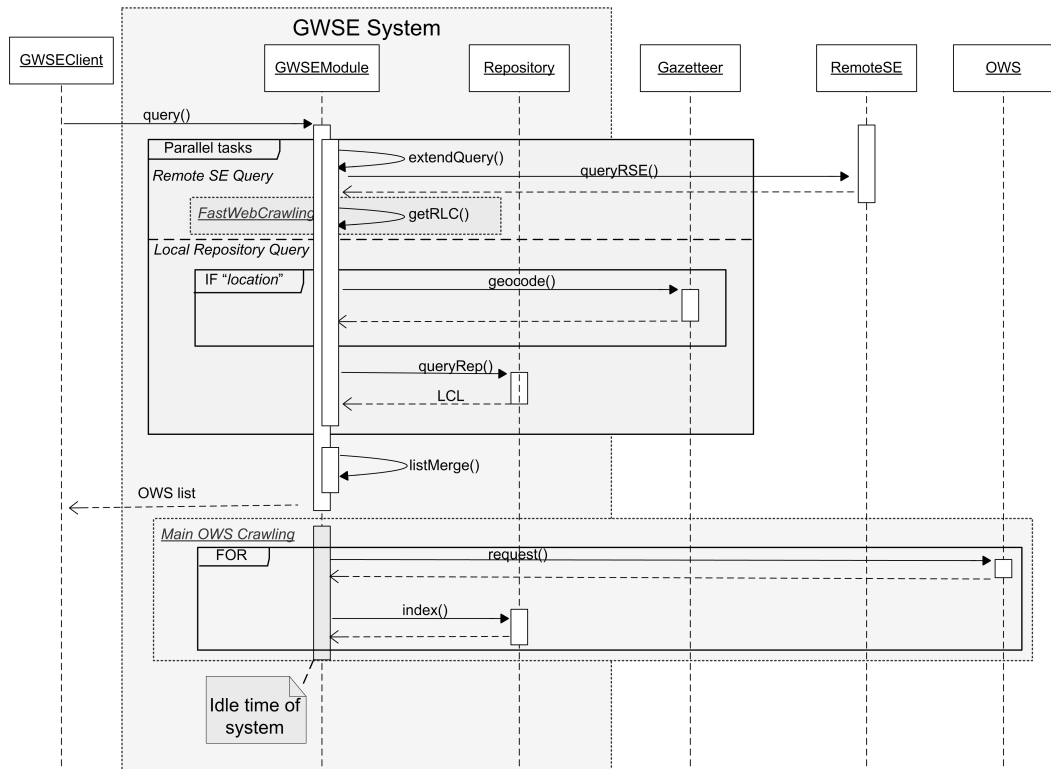 GWSE System
GWSEClient
GWSEModule
Repository
Gazetteer
RemoteSE
OWS
query()
Parallel tasks
extendQuery()
Remote SE Query
queryRSE()
FastWebCrawling
getRLC()
Local Repository Query
IF “location”
geocode()
queryRep()
LCL
listMerge()
OWS list
Main OWS Crawling
FOR
request()
index()
Idle time of
system